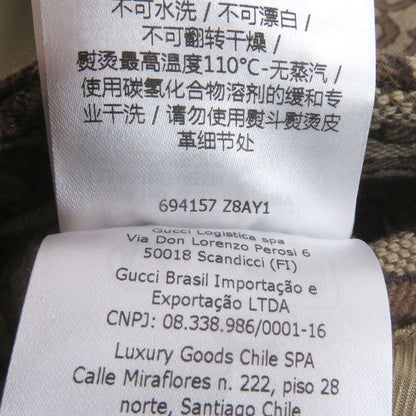 不可水洗 / 不可漂白 /
不可翻转干燥 /
熨烫最高温度110°C-无蒸汽 /
使用碳氢化合物溶剂的缓和专
业干洗 / 请勿使用熨斗熨烫皮
革细节处
694157 Z8AY1
Gucci Logistica spa
Via Don Lorenzo Perosi 6
50018 Scandicci (FI)
Gucci Brasil Importação e
Exportação LTDA
CNPJ: 08.338.986/0001-16
Luxury Goods Chile SPA
Calle Miraflores n. 222, piso 28
norte, Santiago Chile